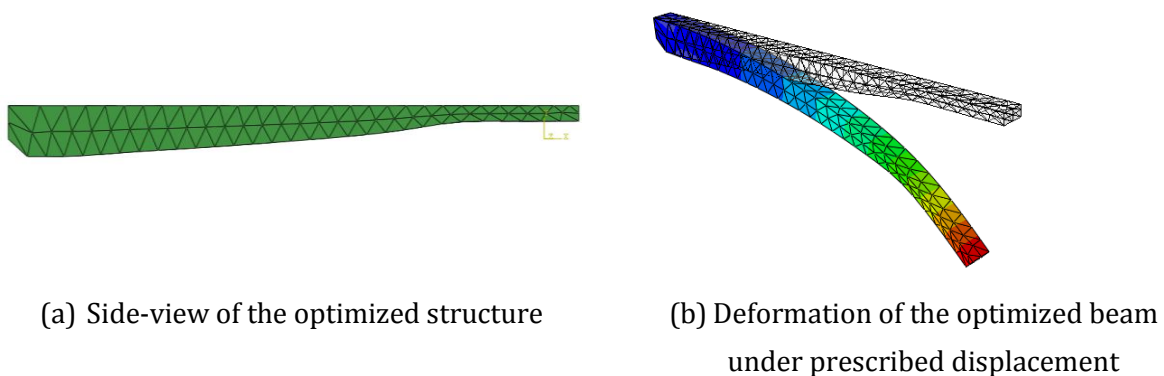 (a) Side-view of the optimized structure
(b) Deformation of the optimized beam
under prescribed displacement